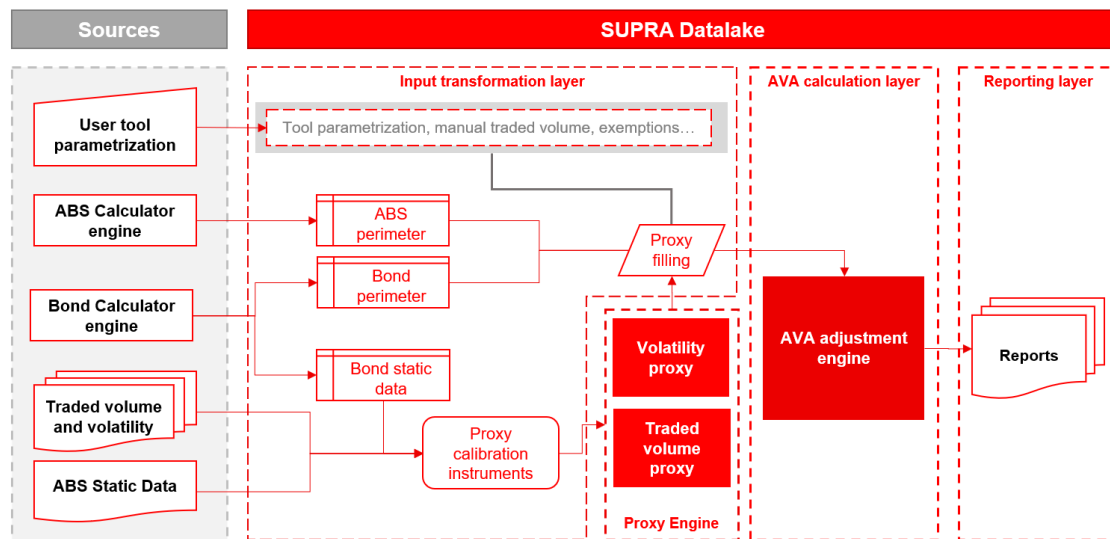 Sources
SUPRA Datalake
Input transformation layer
AVA calculation layer
Reporting layer
User tool
parametrization
Tool parametrization, manual traded volume, exemptions…
ABS Calculator
engine
ABS
perimeter
Proxy
filling
Bond
perimeter
Bond Calculator
engine
Volatility
proxy
AVA adjustment
engine
Reports
Bond static
data
Traded volume
and volatility
Proxy
calibration
instruments
Traded
volume
proxy
ABS Static Data
Proxy Engine